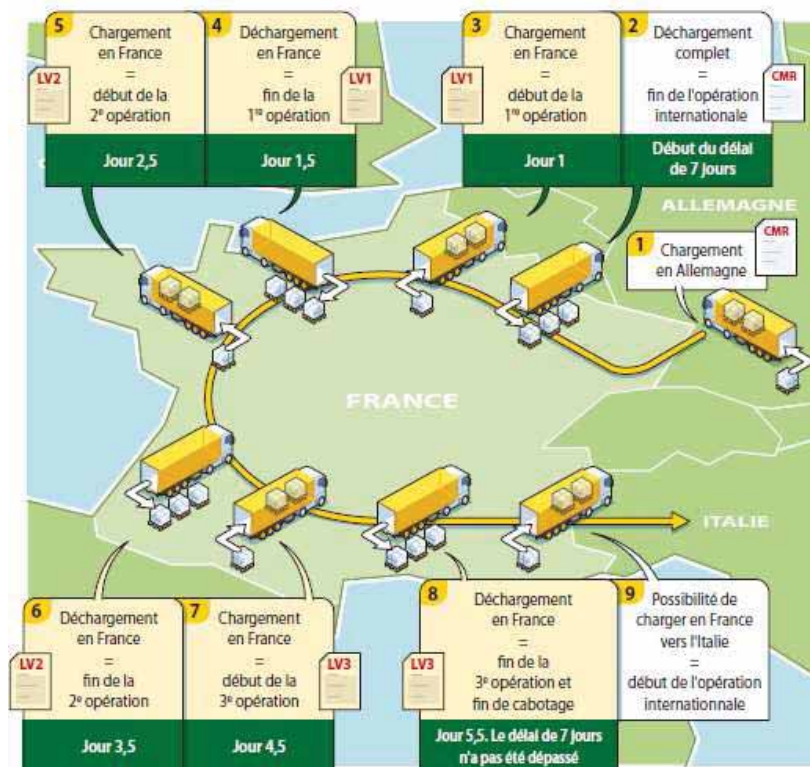 5
Chargement
en France
=
début de la
2e opération
LV2
Jour 2,5
4
Déchargement
en France
=
fin de la
1re opération
LV1
Jour 1,5
3
Chargement
en France
=
début de la
1re opération
LV1
Jour 1
2
Déchargement
complet
=
fin de l'opération
internationale
CMR
Début du délai
de 7 jours
ALLEMAGNE
1
Chargement
en Allemagne
CMR
FRANCE
ITALIE
6
Déchargement
en France
=
fin de la
2e opération
LV2
Jour 3,5
7
Chargement
en France
=
début de la
3e opération
LV3
Jour 4,5
8
Déchargement
en France
=
fin de la
3e opération et
fin de cabotage
LV3
Jour 5,5. Le délai de 7 jours
n'a pas été dépassé
9
Possibilité de
charger en France
vers l'Italie
=
début de l'opération
internationnale